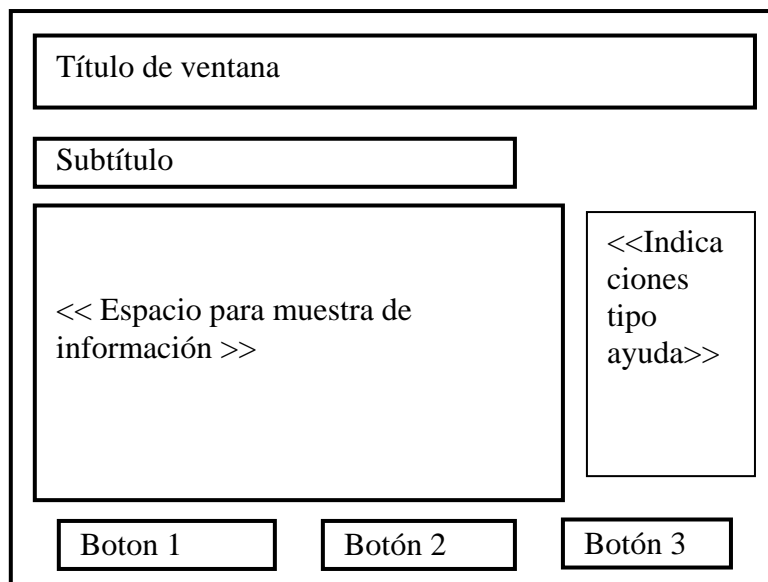 Título de ventana
Subtítulo
<< Espacio para muestra de
información >>
<<Indica
ciones
tipo
ayuda>>
Boton 1
Botón 2
Botón 3